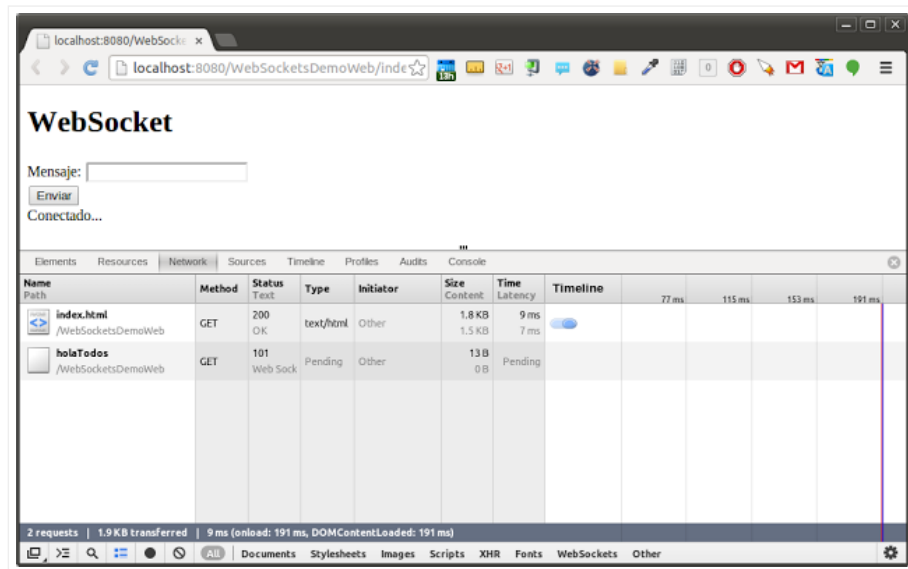 localhost:8080/WebSocke
localhost:8080/WebSocketsDemoWeb/inde
13h
WebSocket
Mensaje:
Enviar
Conectado...
Elements Resources Network Sources Timeline Profiles Audits Console
Name Method Status Type Initiator Size Time Timeline
Path Text Content Latency 77 ms 115 ms 153 ms 191 ms
index.html GET 200 text/html Other 1.8 KB 9 ms
/WebSocketsDemoWeb OK 1.5 KB 7 ms
holaTodos GET 101 Pending Other 13 B Pending
/WebSocketsDemoWeb Web Sock 0 B
2 requests | 1.9 KB transferred | 9 ms (onload: 191 ms, DOMContentLoaded: 191 ms)
All Documents Stylesheets Images Scripts XHR Fonts WebSockets Other